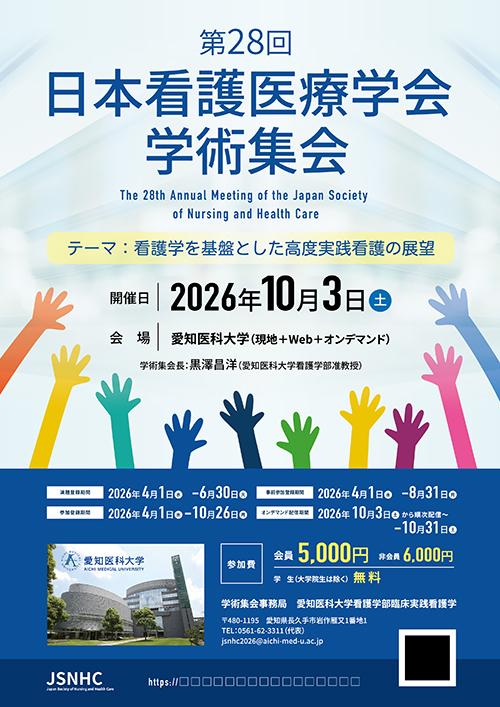 第28回
日本看護医療学会
学術集会
The 28th Annual Meeting of the Japan Society
of Nursing and Health Care
テーマ：看護学を基盤とした高度実践看護の展望
開催日 2026年10月3日 土
会 場 愛知医科大学（現地＋Web＋オンデマンド）
学術集会長：黒澤昌洋（愛知医科大学看護学部准教授）
演題登録期間 2026年4月1日水 –6月30日火
事前参加登録期間 2026年4月1日水 –8月31日月
参加登録期間 2026年4月1日水 –10月26日月
オンデマンド配信期間 2026年10月3日土 から順次配信〜
–10月31日土
愛知医科大学
AICHI MEDICAL UNIVERSITY
参加費
会員 5,000円 非会員 6,000円
学 生（大学院生は除く） 無料
学術集会事務局 愛知医科大学看護学部臨床実践看護学
〒480-1195 愛知県長久手市岩作雁又1番地1
TEL：0561-62-3311（代表）
jsnhc2026@aichi-med-u.ac.jp
JSNHC
Japan Society of Nursing and Health Care
https://□□□□□□□□□□□□□□□□